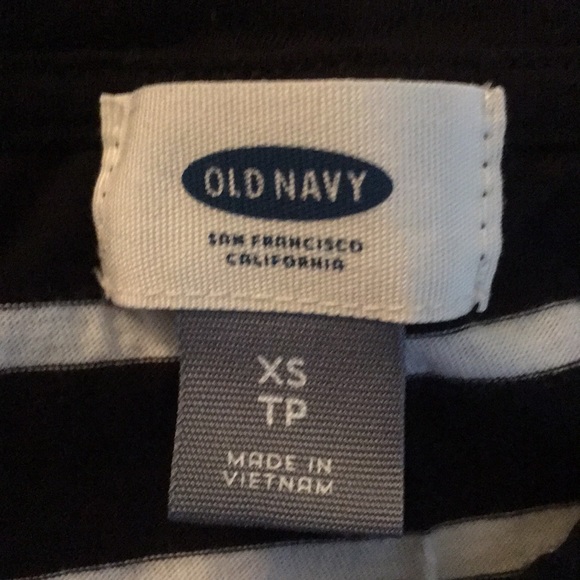 OLD NAVY
SAN FRANCISCO
CALIFORNIA
XS
TP
MADE IN
VIETNAM